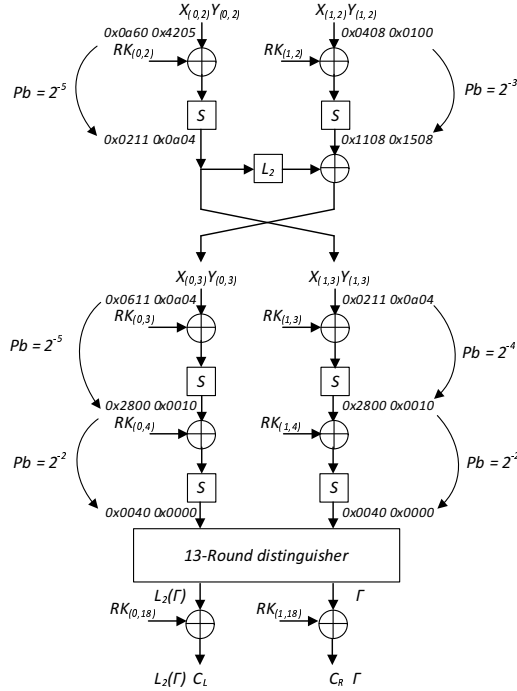 X(0,2)Y(0,2) X(1,2)Y(1,2)
0x0a60 0x4205 0x0408 0x0100
RK(0,2) RK(1,2)
Pb = 2^-5 Pb = 2^-3
S S
0x0211 0x0a04 0x1108 0x1508
L2
X(0,3)Y(0,3) X(1,3)Y(1,3)
0x0611 0x0a04 0x0211 0x0a04
RK(0,3) RK(1,3)
Pb = 2^-5 Pb = 2^-4
S S
0x2800 0x0010 0x2800 0x0010
RK(0,4) RK(1,4)
Pb = 2^-2 Pb = 2^-2
S S
0x0040 0x0000 0x0040 0x0000
13-Round distinguisher
L2(Γ) Γ
RK(0,18) RK(1,18)
L2(Γ) CL CR Γ